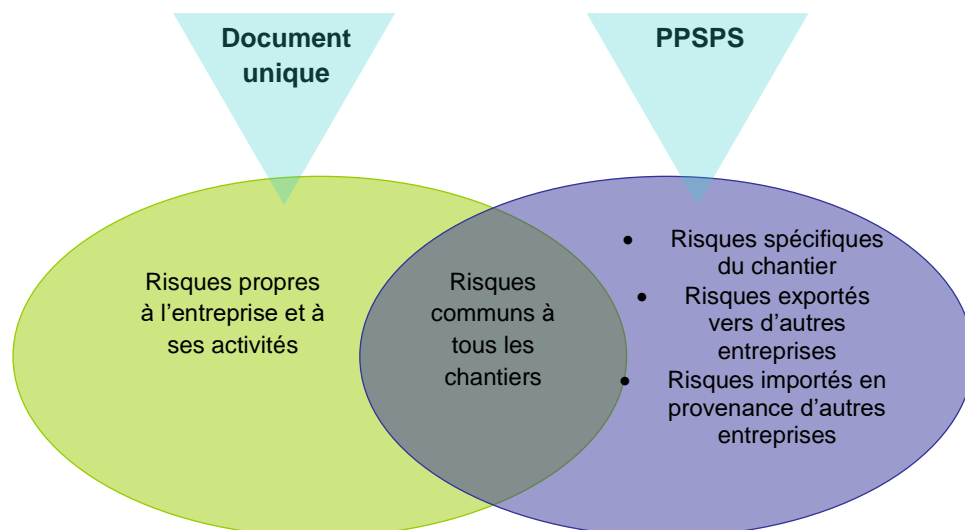 Document
unique
PPSPS
Risques propres
à l’entreprise et à
ses activités
Risques
communs à
tous les
chantiers
• Risques spécifiques
du chantier
• Risques exportés
vers d’autres
entreprises
• Risques importés en
provenance d’autres
entreprises